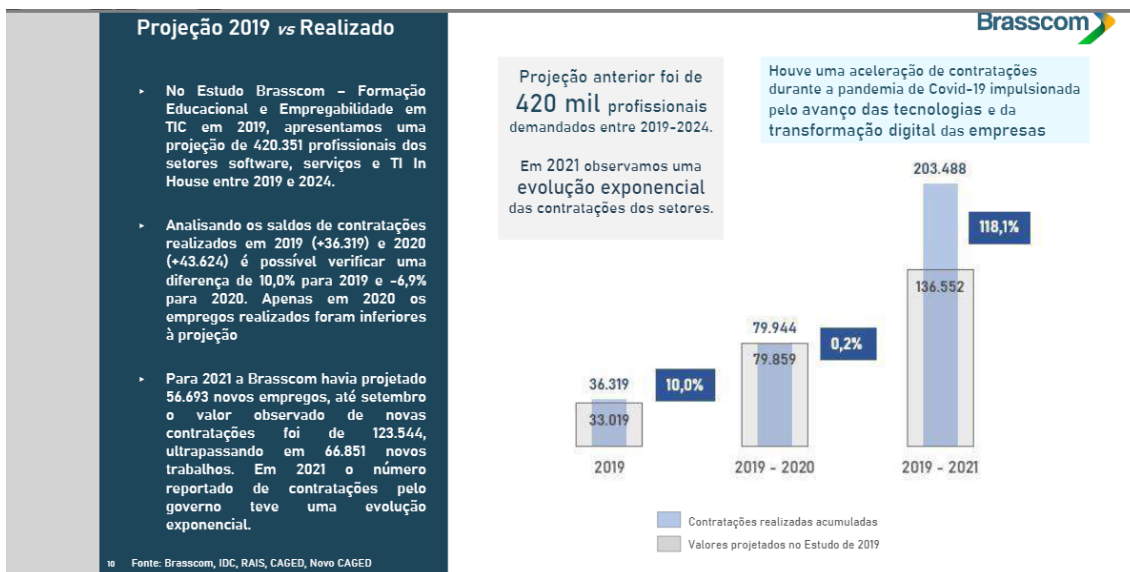 Projeção 2019 vs Realizado
▸ No Estudo Brasscom – Formação
Educacional e Empregabilidade em
TIC em 2019, apresentamos uma
projeção de 420.351 profissionais dos
setores software, serviços e TI In
House entre 2019 e 2024.
▸ Analisando os saldos de contratações
realizados em 2019 (+36.319) e 2020
(+43.624) é possível verificar uma
diferença de 10,0% para 2019 e -6,9%
para 2020. Apenas em 2020 os
empregos realizados foram inferiores
à projeção
▸ Para 2021 a Brasscom havia projetado
56.693 novos empregos, até setembro
o valor observado de novas
contratações foi de 123.544,
ultrapassando em 66.851 novos
trabalhos. Em 2021 o número
reportado de contratações pelo
governo teve uma evolução
exponencial.
10 Fonte: Brasscom, IDC, RAIS, CAGED, Novo CAGED
Brasscom
Projeção anterior foi de
420 mil profissionais
demandados entre 2019-2024.
Em 2021 observamos uma
evolução exponencial
das contratações dos setores.
Houve uma aceleração de contratações
durante a pandemia de Covid-19 impulsionada
pelo avanço das tecnologias e da
transformação digital das empresas
203.488
118,1%
136.552
79.944
0,2%
79.859
36.319
10,0%
33.019
2019
2019 - 2020
2019 - 2021
Contratações realizadas acumuladas
Valores projetados no Estudo de 2019